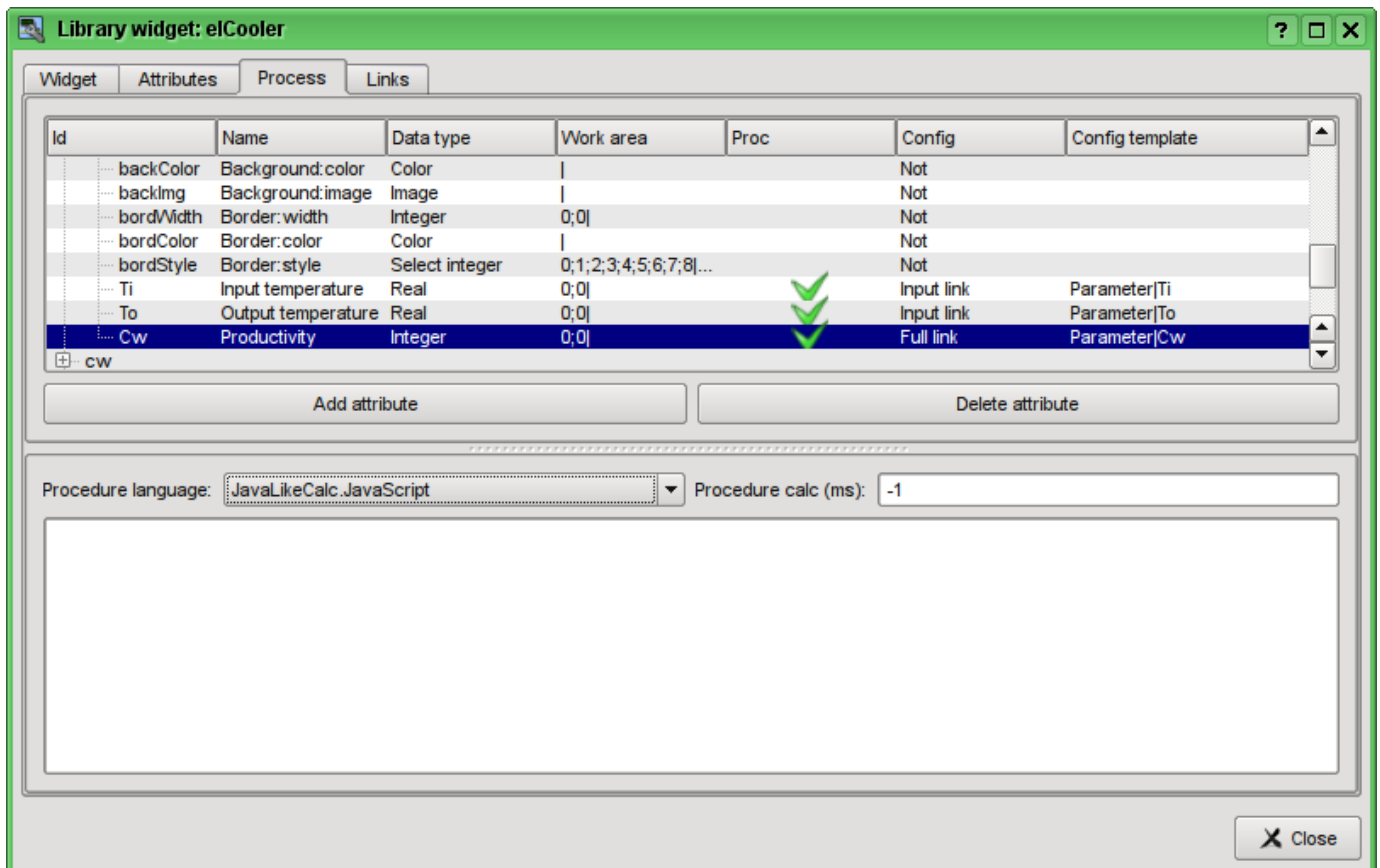 Library widget: elCooler ?
Widget Attributes Process Links
Id Name Data type Work area Proc Config Config template
backColor Background:color Color | Not
backImg Background:image Image | Not
bordWidth Border:width Integer 0;0| Not
bordColor Border:color Color | Not
bordStyle Border:style Select integer 0;1;2;3;4;5;6;7;8|... Not
Ti Input temperature Real 0;0| Input link Parameter|Ti
To Output temperature Real 0;0| Input link Parameter|To
Cw Productivity Integer 0;0| Full link Parameter|Cw
cw
Add attribute Delete attribute
Procedure language: JavaLikeCalc.JavaScript Procedure calc (ms): -1
Close